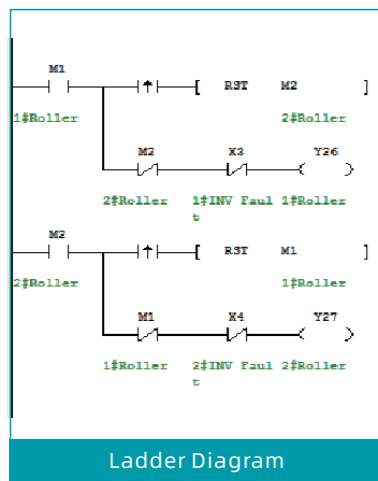 M1
[ RST M2 ]
1#Roller 2#Roller
M2 X3 Y26
2#Roller 1#INV Faul 1#Roller
t
M2
[ RST M1 ]
2#Roller 1#Roller
M1 X4 Y27
1#Roller 2#INV Faul 2#Roller
t
Ladder Diagram